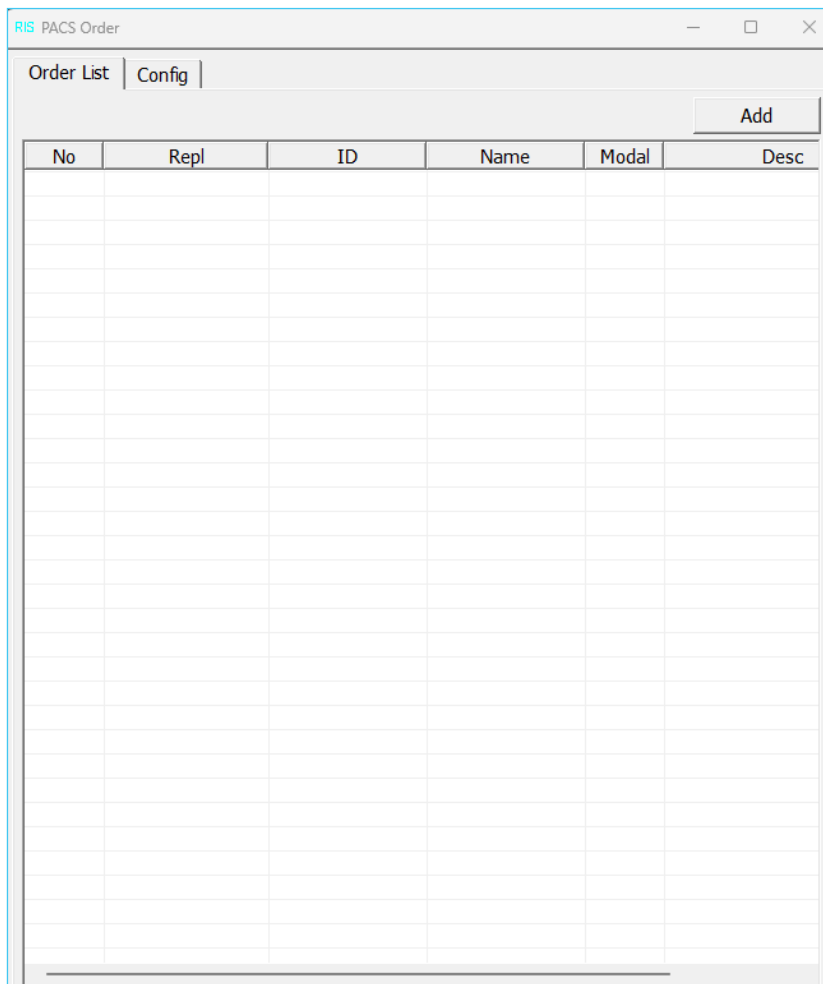 RIS PACS Order
Order List Config
Add
No Repl ID Name Modal Desc